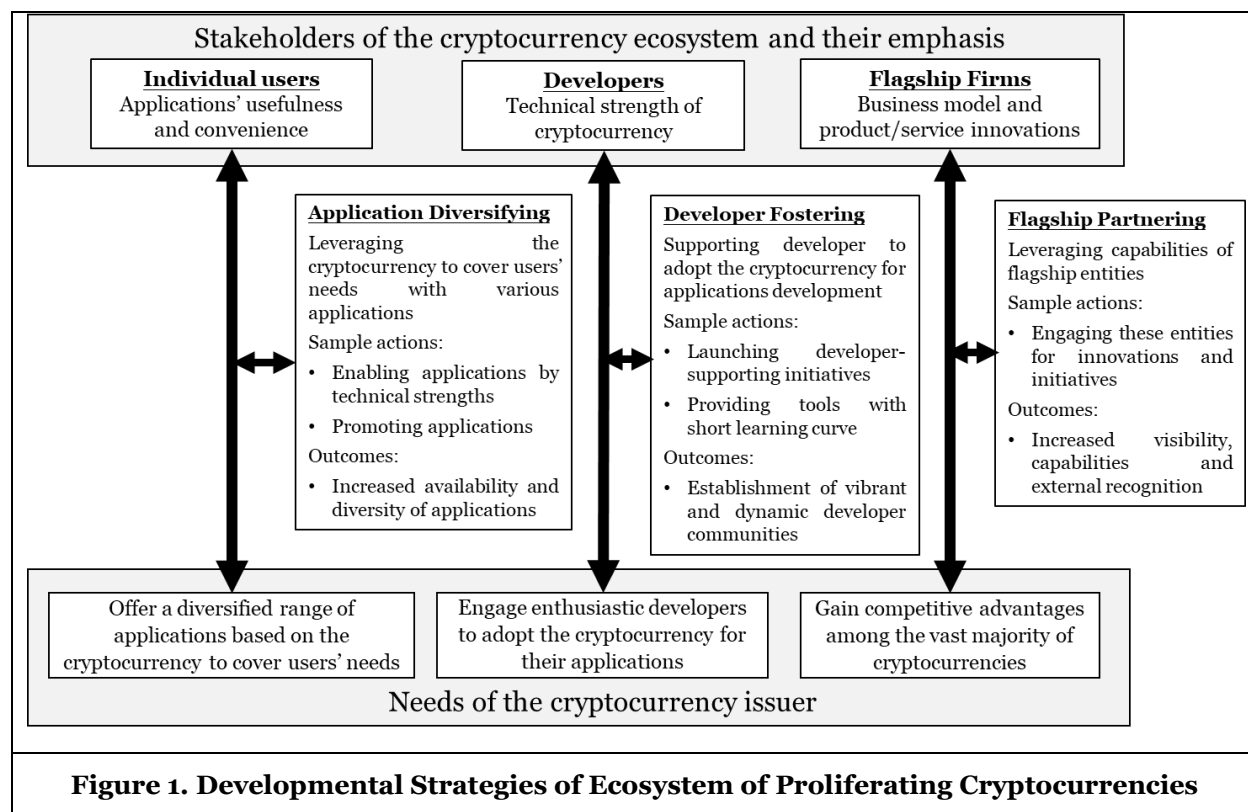 Stakeholders of the cryptocurrency ecosystem and their emphasis
Individual users
Applications’ usefulness
and convenience
Developers
Technical strength of
cryptocurrency
Flagship Firms
Business model and
product/service innovations
Application Diversifying
Leveraging the
cryptocurrency to cover users’
needs with various
applications
Sample actions:
• Enabling applications by
technical strengths
• Promoting applications
Outcomes:
• Increased availability and
diversity of applications
Developer Fostering
Supporting developer to
adopt the cryptocurrency for
applications development
Sample actions:
• Launching developer-
supporting initiatives
• Providing tools with
short learning curve
Outcomes:
• Establishment of vibrant
and dynamic developer
communities
Flagship Partnering
Leveraging capabilities of
flagship entities
Sample actions:
• Engaging these entities
for innovations and
initiatives
Outcomes:
• Increased visibility,
capabilities and
external recognition
Offer a diversified range of
applications based on the
cryptocurrency to cover users’ needs
Engage enthusiastic developers
to adopt the cryptocurrency for
their applications
Gain competitive advantages
among the vast majority of
cryptocurrencies
Needs of the cryptocurrency issuer
Figure 1. Developmental Strategies of Ecosystem of Proliferating Cryptocurrencies